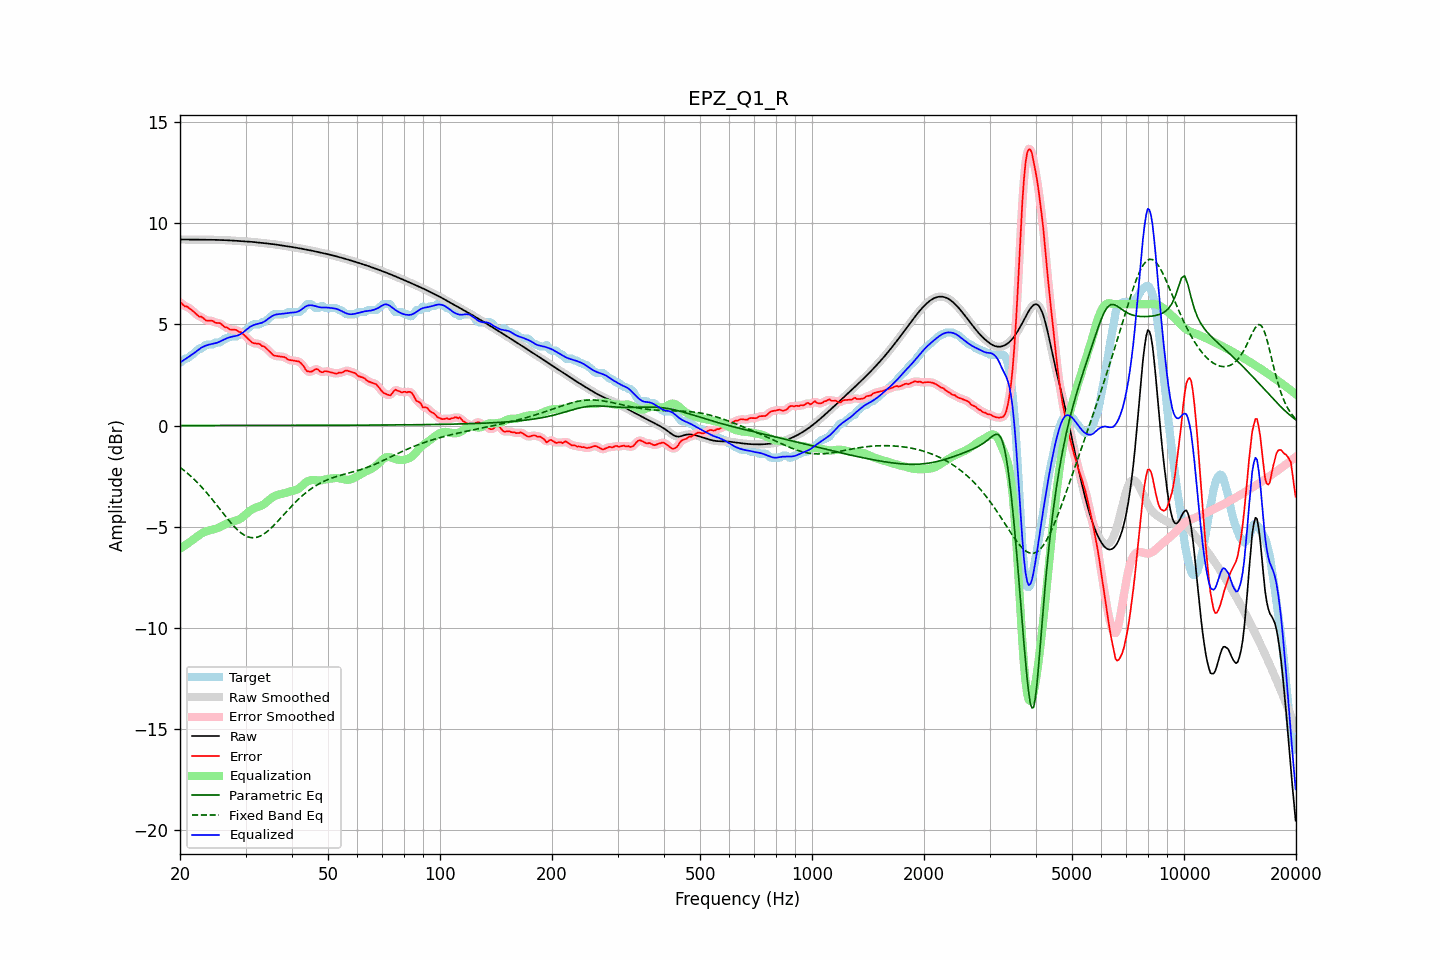 EPZ_Q1_R
Amplitude (dBr)
15
10
5
0
−5
−10
−15
−20
Target
Raw Smoothed
Error Smoothed
Raw
Error
Equalization
Parametric Eq
Fixed Band Eq
Equalized
20 50 100 200 500 1000 2000 5000 10000 20000
Frequency (Hz)